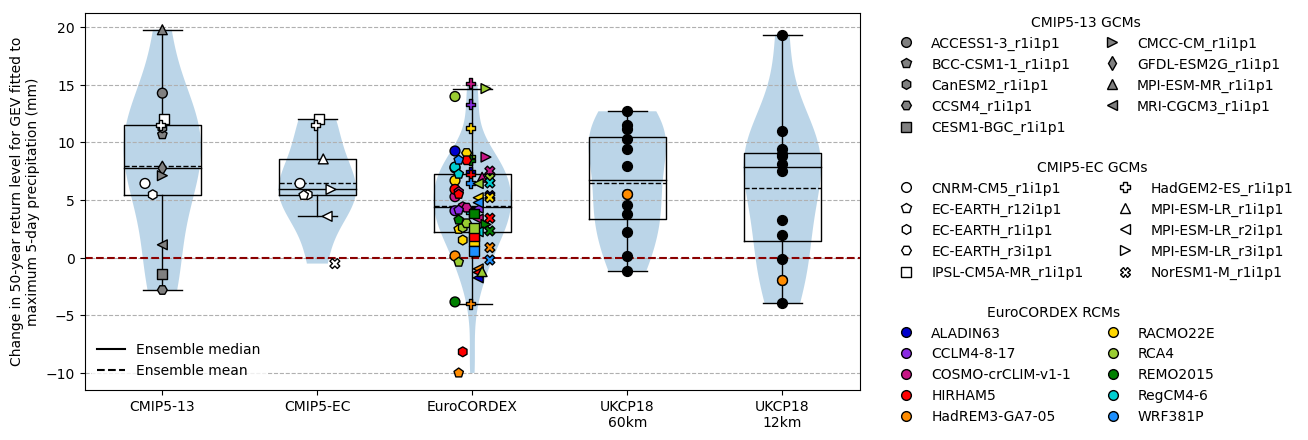 Change in 50-year return level for GEV fitted to
maximum 5-day precipitation (mm)
20
15
10
5
0
−5
−10
Ensemble median
Ensemble mean
CMIP5-13
CMIP5-EC
EuroCORDEX
UKCP18
60km
UKCP18
12km
CMIP5-13 GCMs
ACCESS1-3_r1i1p1
BCC-CSM1-1_r1i1p1
CanESM2_r1i1p1
CCSM4_r1i1p1
CESM1-BGC_r1i1p1
CMCC-CM_r1i1p1
GFDL-ESM2G_r1i1p1
MPI-ESM-MR_r1i1p1
MRI-CGCM3_r1i1p1
CMIP5-EC GCMs
CNRM-CM5_r1i1p1
EC-EARTH_r12i1p1
EC-EARTH_r1i1p1
EC-EARTH_r3i1p1
IPSL-CM5A-MR_r1i1p1
HadGEM2-ES_r1i1p1
MPI-ESM-LR_r1i1p1
MPI-ESM-LR_r2i1p1
MPI-ESM-LR_r3i1p1
NorESM1-M_r1i1p1
EuroCORDEX RCMs
ALADIN63
CCLM4-8-17
COSMO-crCLIM-v1-1
HIRHAM5
HadREM3-GA7-05
RACMO22E
RCA4
REMO2015
RegCM4-6
WRF381P